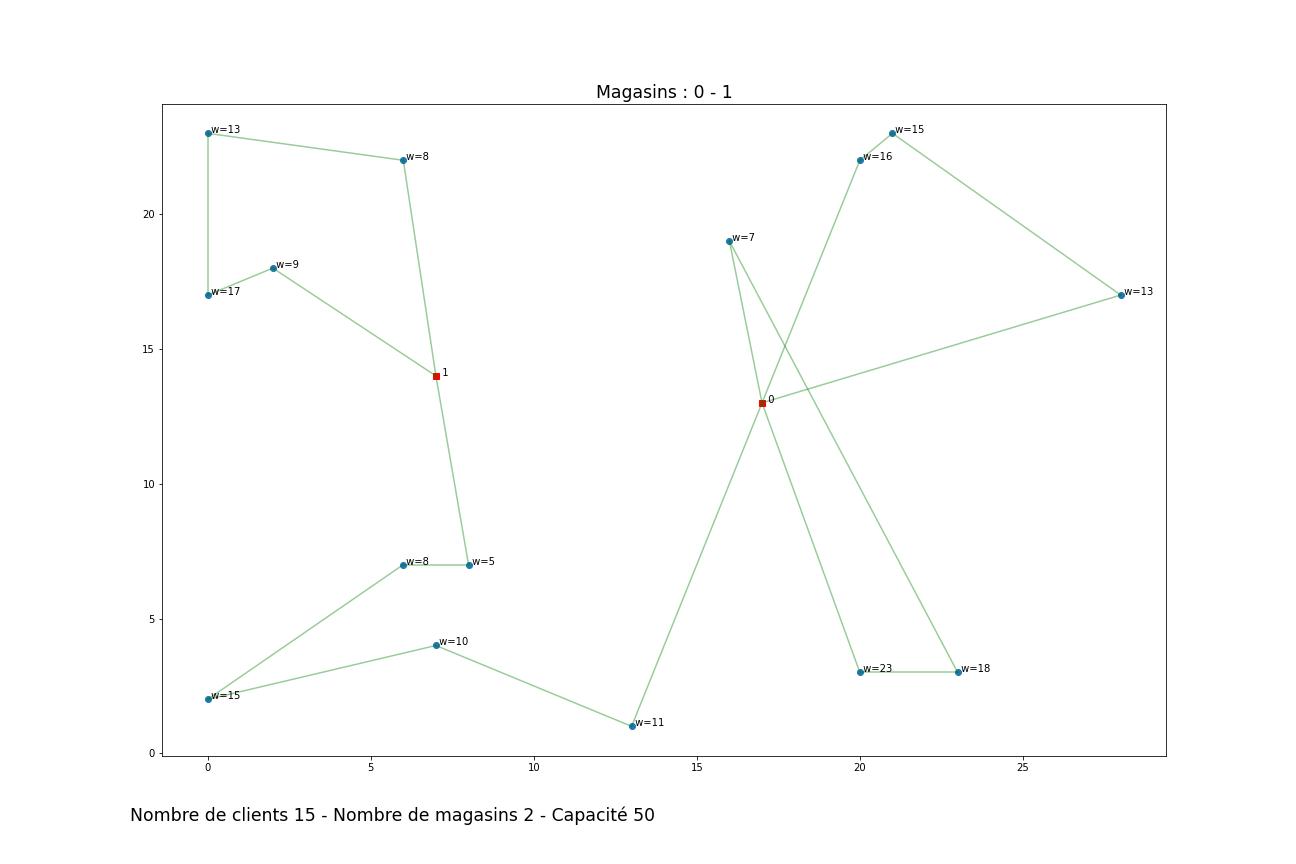 Magasins : 0 - 1
w=13
w=15
w=8
w=16
w=7
w=9
w=17
w=13
1
0
w=8
w=5
w=10
w=23
w=18
w=15
w=11
20
15
10
5
0
0
5
10
15
20
25
Nombre de clients 15 - Nombre de magasins 2 - Capacité 50